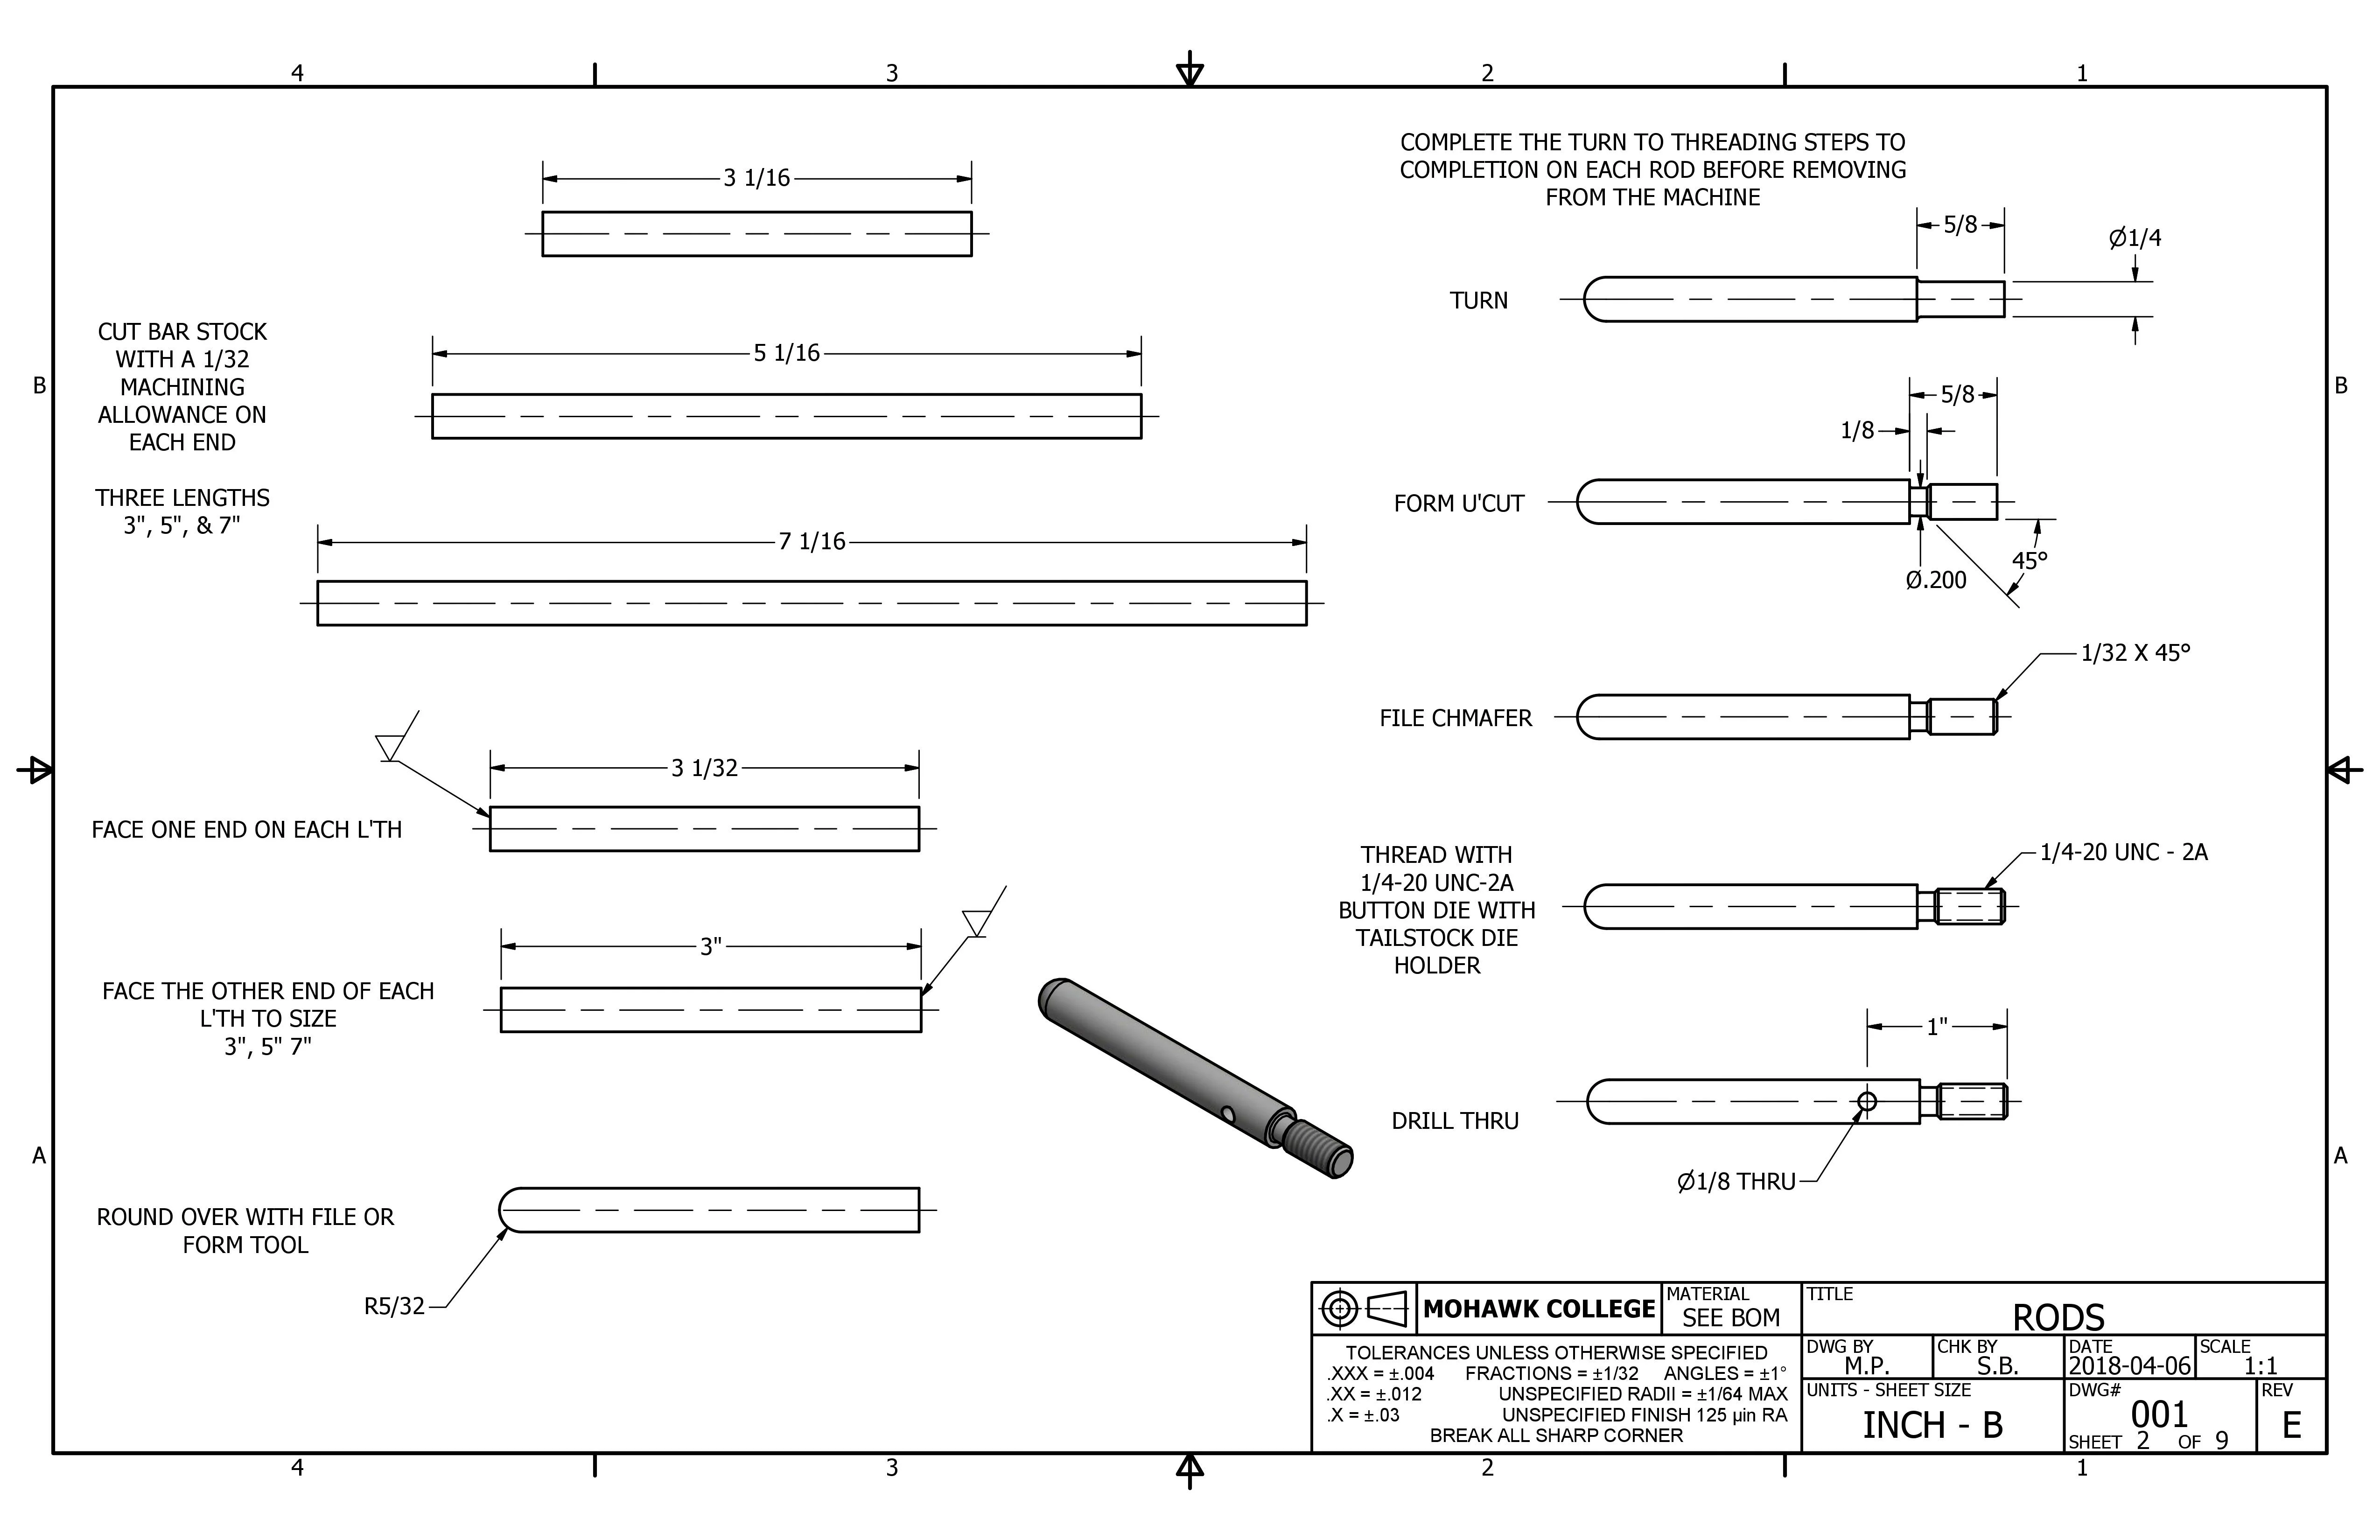 4 3 2 1
B
B
A
A
3 1/16
CUT BAR STOCK
WITH A 1/32
MACHINING
ALLOWANCE ON
EACH END
5 1/16
THREE LENGTHS
3", 5", & 7"
7 1/16
3 1/32
FACE ONE END ON EACH L'TH
3"
FACE THE OTHER END OF EACH
L'TH TO SIZE
3", 5" 7"
ROUND OVER WITH FILE OR
FORM TOOL
R5/32
COMPLETE THE TURN TO THREADING STEPS TO
COMPLETION ON EACH ROD BEFORE REMOVING
FROM THE MACHINE
5/8
Ø1/4
TURN
5/8
1/8
FORM U'CUT
Ø.200
45°
1/32 X 45°
FILE CHMAFER
THREAD WITH
1/4-20 UNC-2A
BUTTON DIE WITH
TAILSTOCK DIE
HOLDER
1/4-20 UNC - 2A
1"
DRILL THRU
Ø1/8 THRU
MOHAWK COLLEGE
MATERIAL
SEE BOM
TITLE
RODS
TOLERANCES UNLESS OTHERWISE SPECIFIED
.XXX = ±.004 FRACTIONS = ±1/32 ANGLES = ±1°
.XX = ±.012 UNSPECIFIED RADII = ±1/64 MAX
.X = ±.03 UNSPECIFIED FINISH 125 µin RA
BREAK ALL SHARP CORNER
DWG BY
M.P.
CHK BY
S.B.
DATE
2018-04-06
SCALE
1:1
UNITS - SHEET SIZE
INCH - B
DWG#
001
SHEET 2 OF 9
REV
E
4 3 2 1